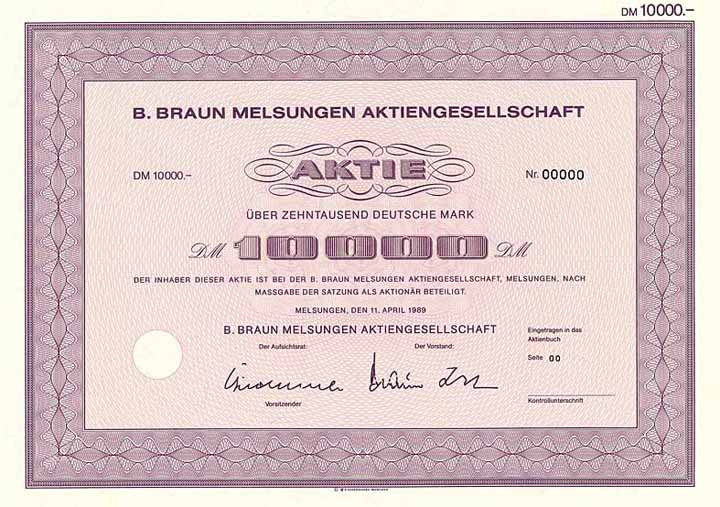 DM 10000.–
B. BRAUN MELSUNGEN AKTIENGESELLSCHAFT
DM 10000.– AKTIE Nr. 00000
ÜBER ZEHNTAUSEND DEUTSCHE MARK
DM 10000 DM
DER INHABER DIESER AKTIE IST BEI DER B. BRAUN MELSUNGEN AKTIENGESELLSCHAFT, MELSUNGEN, NACH
MASSGABE DER SATZUNG ALS AKTIONÄR BETEILIGT.
MELSUNGEN, DEN 11. APRIL 1989
B. BRAUN MELSUNGEN AKTIENGESELLSCHAFT
Der Aufsichtsrat: Der Vorstand:
Vorsitzender
Eingetragen in das
Aktienbuch
Seite 00
Kontrollunterschrift